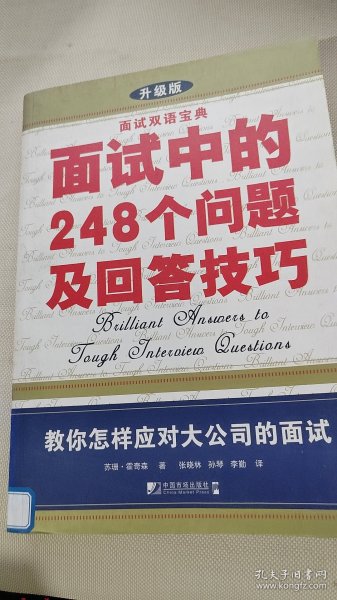 升级版
面试双语宝典
面试中的
248个问题
及回答技巧
Brilliant Answers to
Tough Interview Questions
教你怎样应对大公司的面试
苏珊·霍奇森 著 张晓林 孙琴 李勤 译
中国市场出版社
China Market Press
孔夫子旧书网
www.kongfz.com